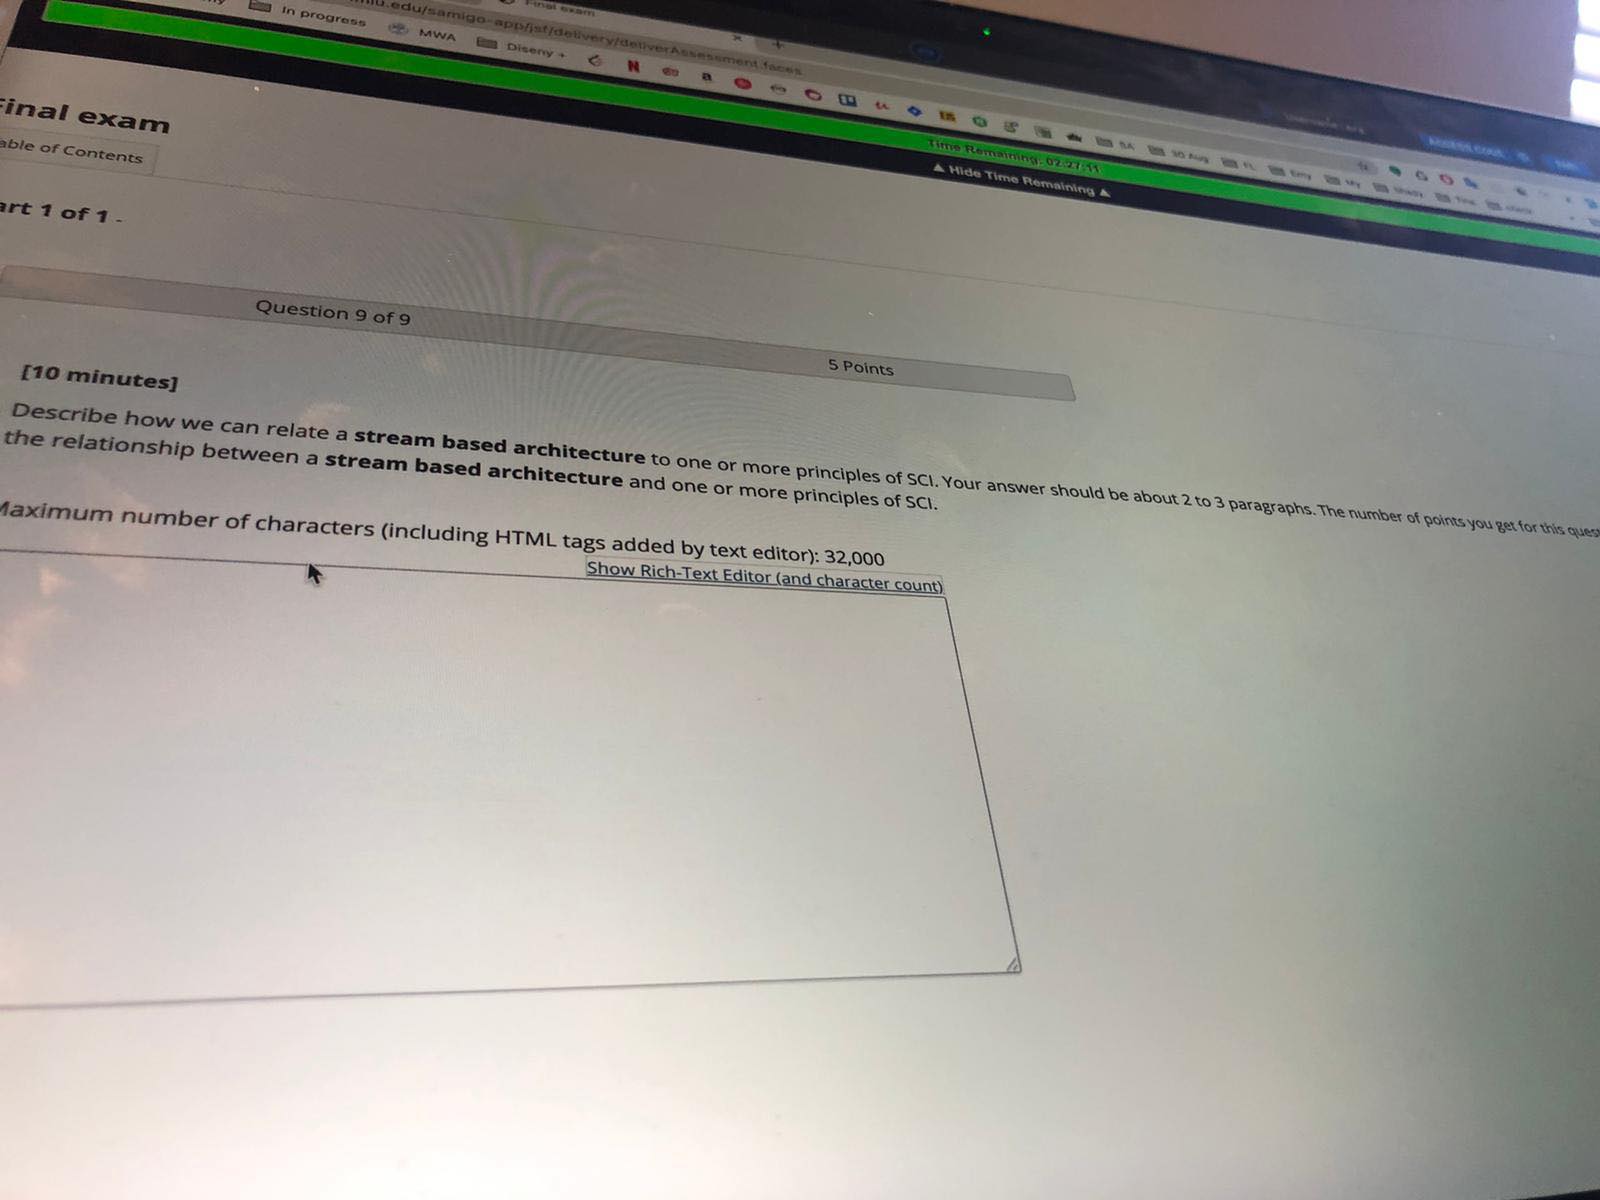 Final exam
In progress
MWA
Diseny +
Final exam
Table of Contents
Part 1 of 1 -
Time Remaining: 02:27:11
▲ Hide Time Remaining ▲
Question 9 of 9
5 Points
[10 minutes]
Describe how we can relate a stream based architecture to one or more principles of SCI. Your answer should be about 2 to 3 paragraphs. The number of points you get for this
the relationship between a stream based architecture and one or more principles of SCI.
Maximum number of characters (including HTML tags added by text editor): 32,000
Show Rich-Text Editor (and character count)